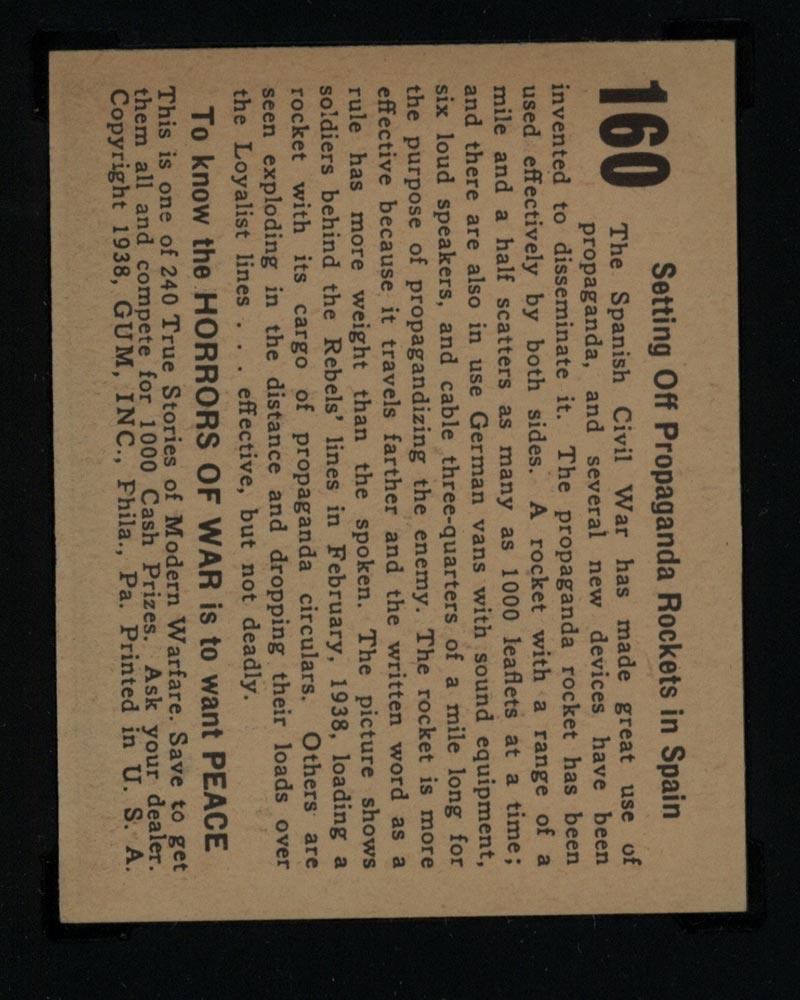 160
Setting Off Propaganda Rockets in Spain
The Spanish Civil War has made great use of
propaganda, and several new devices have been
invented to disseminate it. The propaganda rocket has been
used effectively by both sides. A rocket with a range of a
mile and a half scatters as many as 1000 leaflets at a time;
and there are also in use German vans with sound equipment,
six loud speakers, and cable three-quarters of a mile long for
the purpose of propagandizing the enemy. The rocket is more
effective because it travels farther and the written word as a
rule has more weight than the spoken. The picture shows
soldiers behind the Rebels' lines in February, 1938, loading a
rocket with its cargo of propaganda circulars. Others are
seen exploding in the distance and dropping their loads over
the Loyalist lines . . . effective, but not deadly.
To know the HORRORS OF WAR is to want PEACE
This is one of 240 True Stories of Modern Warfare. Save to get
them all and compete for 1000 Cash Prizes. Ask your dealer.
Copyright 1938, GUM, INC., Phila., Pa. Printed in U. S. A.